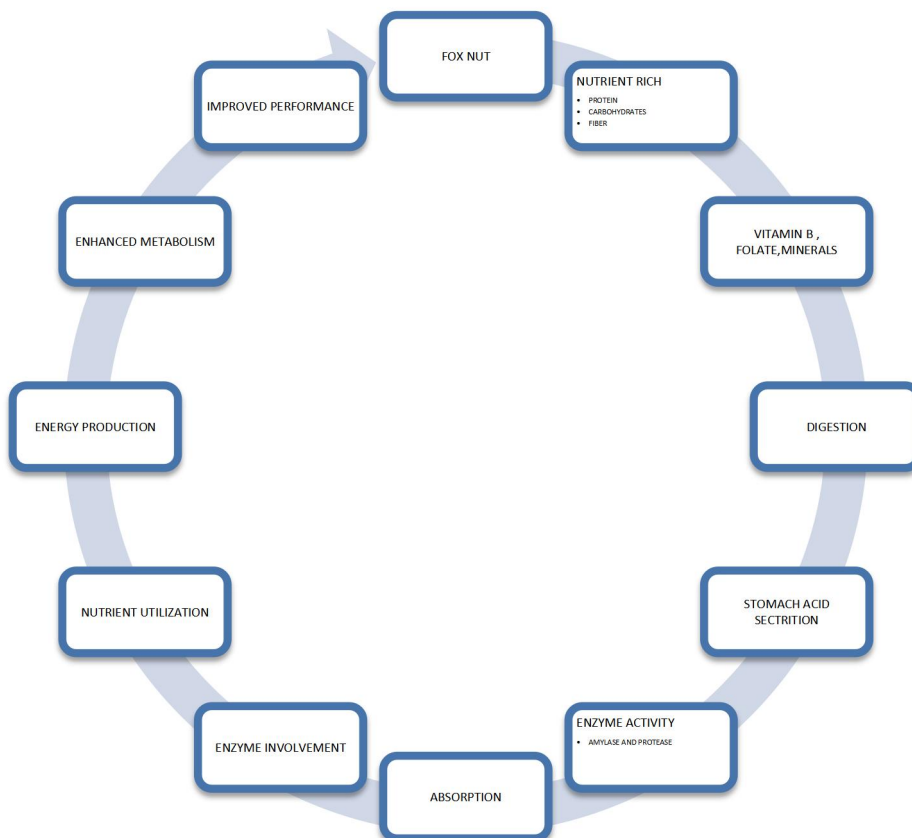 FOX NUT
NUTRIENT RICH
• PROTEIN
• CARBOHYDRATES
• FIBER
VITAMIN B ,
FOLATE,MINERALS
DIGESTION
STOMACH ACID
SECTRITION
ENZYME ACTIVITY
• AMYLASE AND PROTEASE
ABSORPTION
ENZYME INVOLVEMENT
NUTRIENT UTILIZATION
ENERGY PRODUCTION
ENHANCED METABOLISM
IMPROVED PERFORMANCE